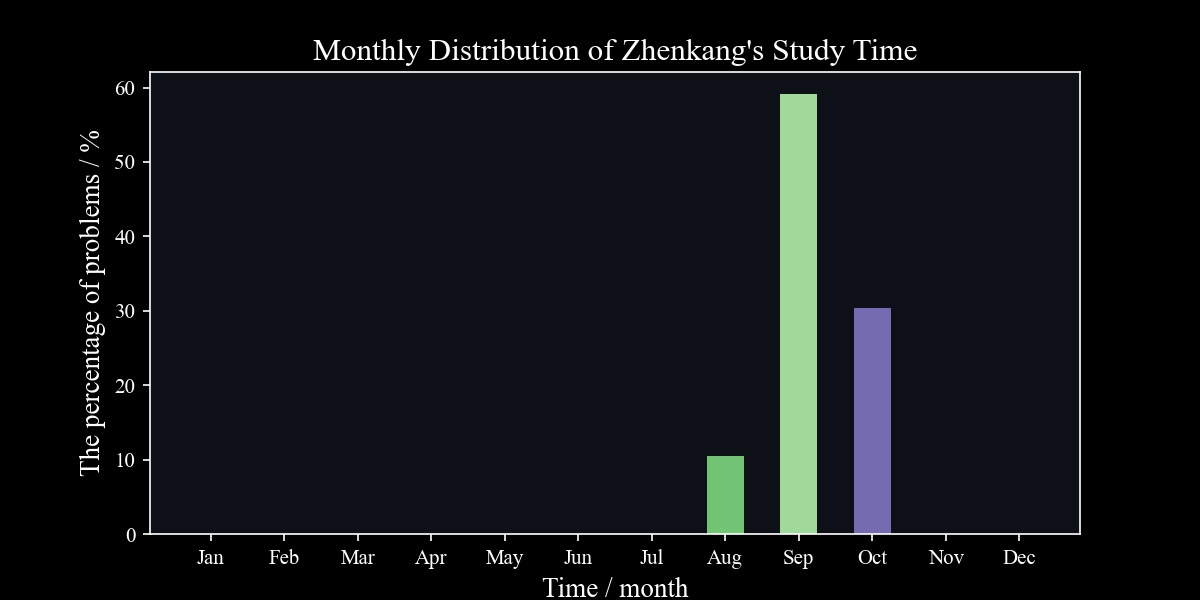 Monthly Distribution of Zhenkang's Study Time
The percentage of problems / %
60
50
40
30
20
10
0
Jan Feb Mar Apr May Jun Jul Aug Sep Oct Nov Dec
Time / month